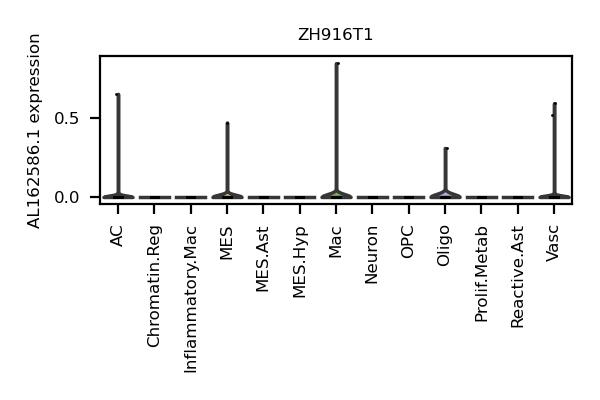 ZH916T1
AL162586.1 expression
0.5
0.0
AC
Chromatin.Reg
Inflammatory.Mac
MES
MES.Ast
MES.Hyp
Mac
Neuron
OPC
Oligo
Prolif.Metab
Reactive.Ast
Vasc